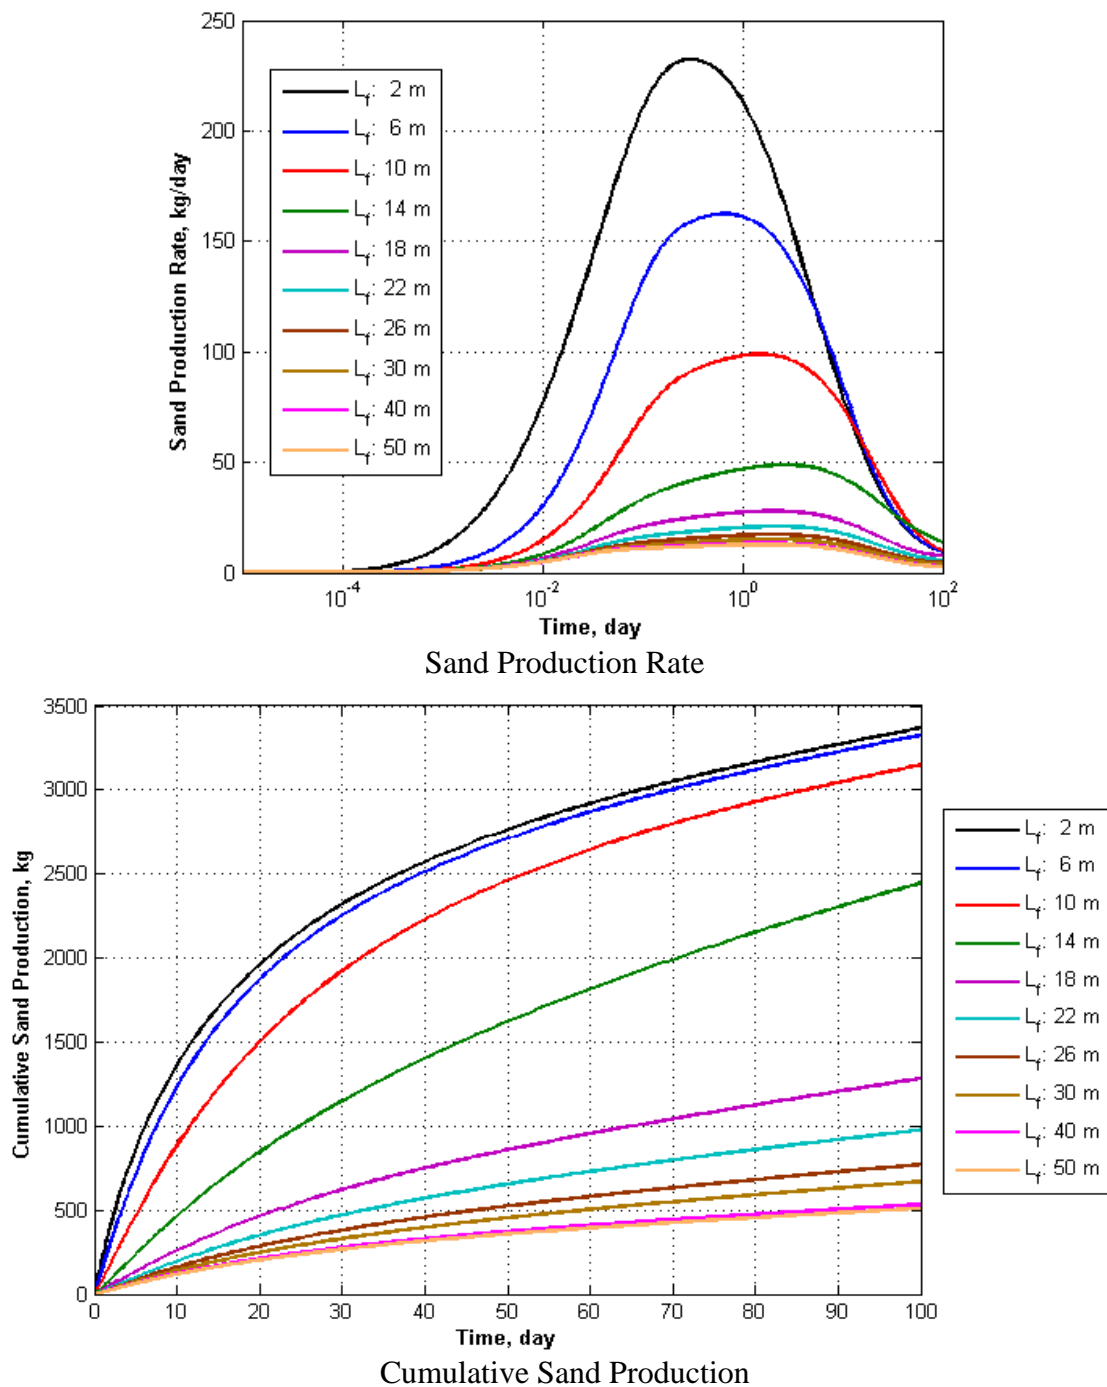 250
200
150
100
50
0
Sand Production Rate, kg/day
L_f: 2 m
L_f: 6 m
L_f: 10 m
L_f: 14 m
L_f: 18 m
L_f: 22 m
L_f: 26 m
L_f: 30 m
L_f: 40 m
L_f: 50 m
10^-4 10^-2 10^0 10^2
Time, day
Sand Production Rate
3500
3000
2500
2000
1500
1000
500
0
Cumulative Sand Production, kg
0 10 20 30 40 50 60 70 80 90 100
Time, day
L_f: 2 m
L_f: 6 m
L_f: 10 m
L_f: 14 m
L_f: 18 m
L_f: 22 m
L_f: 26 m
L_f: 30 m
L_f: 40 m
L_f: 50 m
Cumulative Sand Production